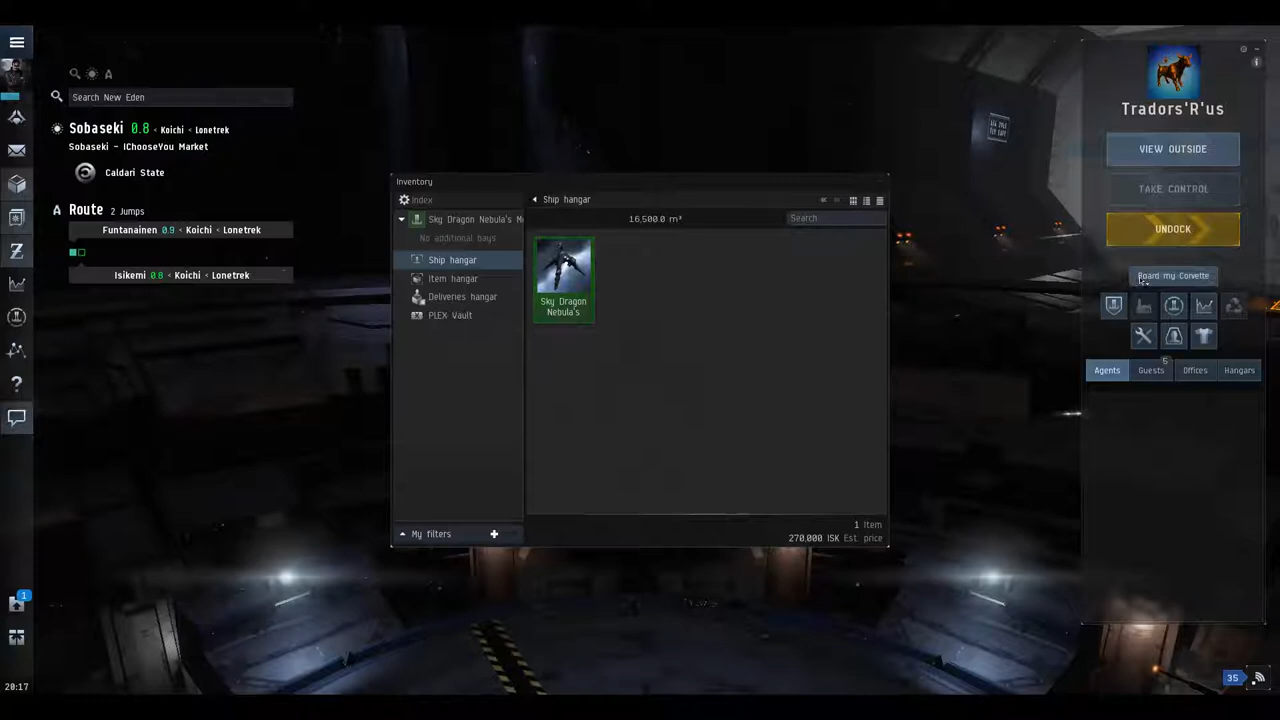 A
Search New Eden
Sobaseki 0.8 < Koichi < Lonetrek
Sobaseki - IChooseYou Market
Caldari State
A Route 2 Jumps
Funtanainen 0.9 < Koichi < Lonetrek
Isikemi 0.8 < Koichi < Lonetrek
Inventory
Index
Sky Dragon Nebula's M
No additional bays
Ship hangar
Item hangar
Deliveries hangar
PLEX Vault
My filters
Ship hangar
16,500.0 m³
Search
Sky Dragon
Nebula's
1 Item
270,000 ISK Est. price
Tradors'R'us
VIEW OUTSIDE
TAKE CONTROL
UNDOCK
Board my Corvette
5
Agents
Guests
Offices
Hangars
Z
?
1
20:17
35